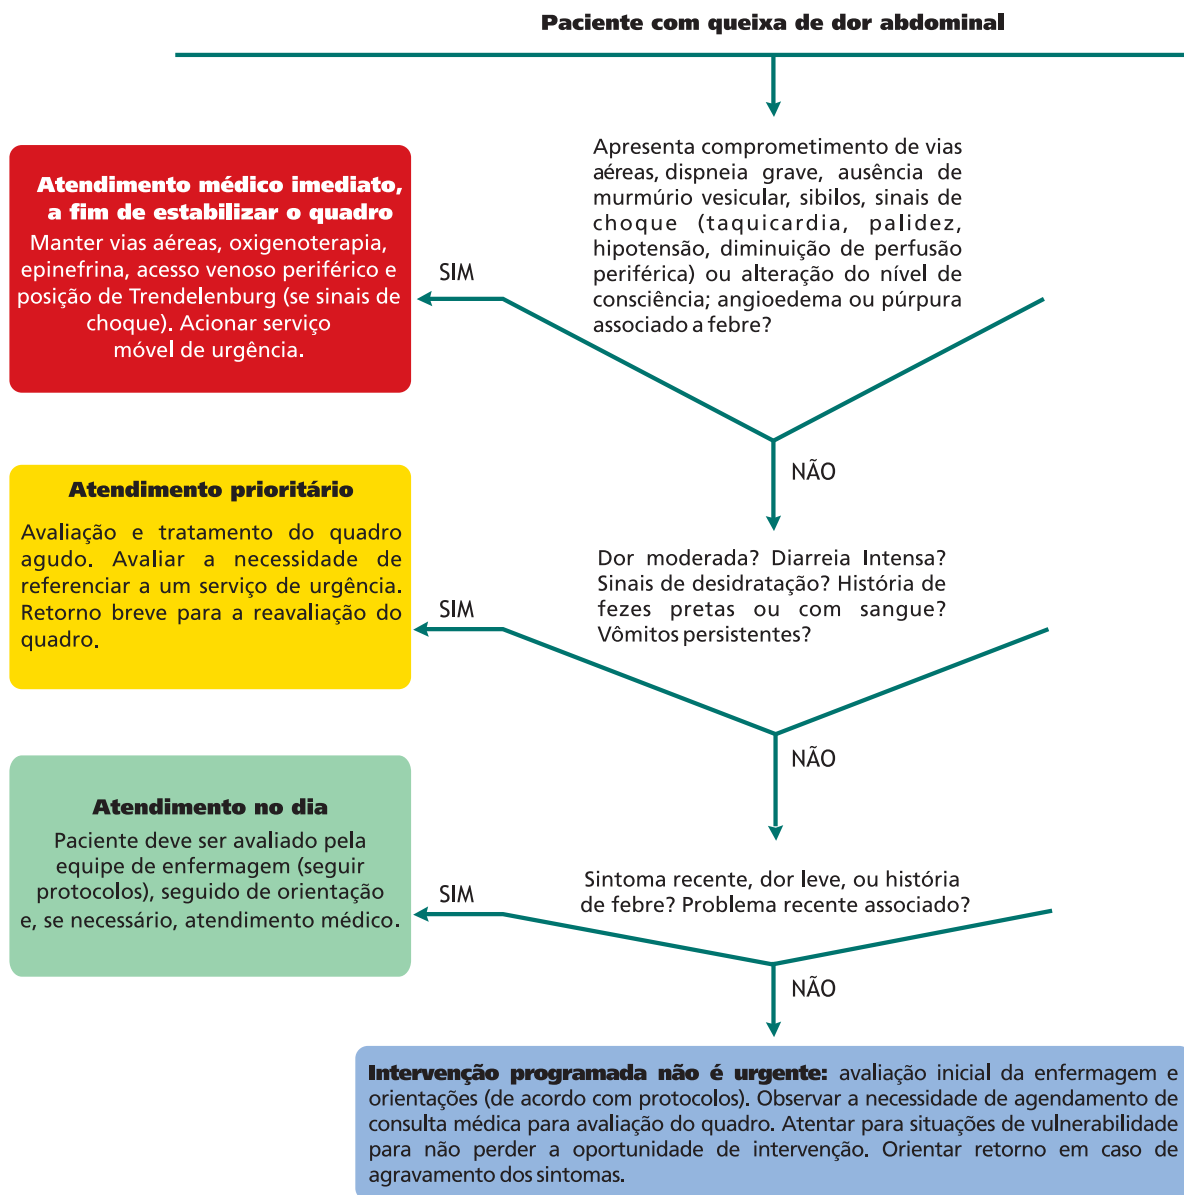 Paciente com queixa de dor abdominal
Apresenta comprometimento de vias
aéreas, dispneia grave, ausência de
murmúrio vesicular, sibilos, sinais de
choque (taquicardia, palidez,
hipotensão, diminuição de perfusão
periférica) ou alteração do nível de
consciência; angioedema ou púrpura
associado a febre?
SIM
Atendimento médico imediato,
a fim de estabilizar o quadro
Manter vias aéreas, oxigenoterapia,
epinefrina, acesso venoso periférico e
posição de Trendelenburg (se sinais de
choque). Acionar serviço
móvel de urgência.
NÃO
Dor moderada? Diarreia Intensa?
Sinais de desidratação? História de
fezes pretas ou com sangue?
Vômitos persistentes?
SIM
Atendimento prioritário
Avaliação e tratamento do quadro
agudo. Avaliar a necessidade de
referenciar a um serviço de urgência.
Retorno breve para a reavaliação do
quadro.
NÃO
Sintoma recente, dor leve, ou história
de febre? Problema recente associado?
SIM
Atendimento no dia
Paciente deve ser avaliado pela
equipe de enfermagem (seguir
protocolos), seguido de orientação
e, se necessário, atendimento médico.
NÃO
Intervenção programada não é urgente: avaliação inicial da enfermagem e
orientações (de acordo com protocolos). Observar a necessidade de agendamento de
consulta médica para avaliação do quadro. Atentar para situações de vulnerabilidade
para não perder a oportunidade de intervenção. Orientar retorno em caso de
agravamento dos sintomas.